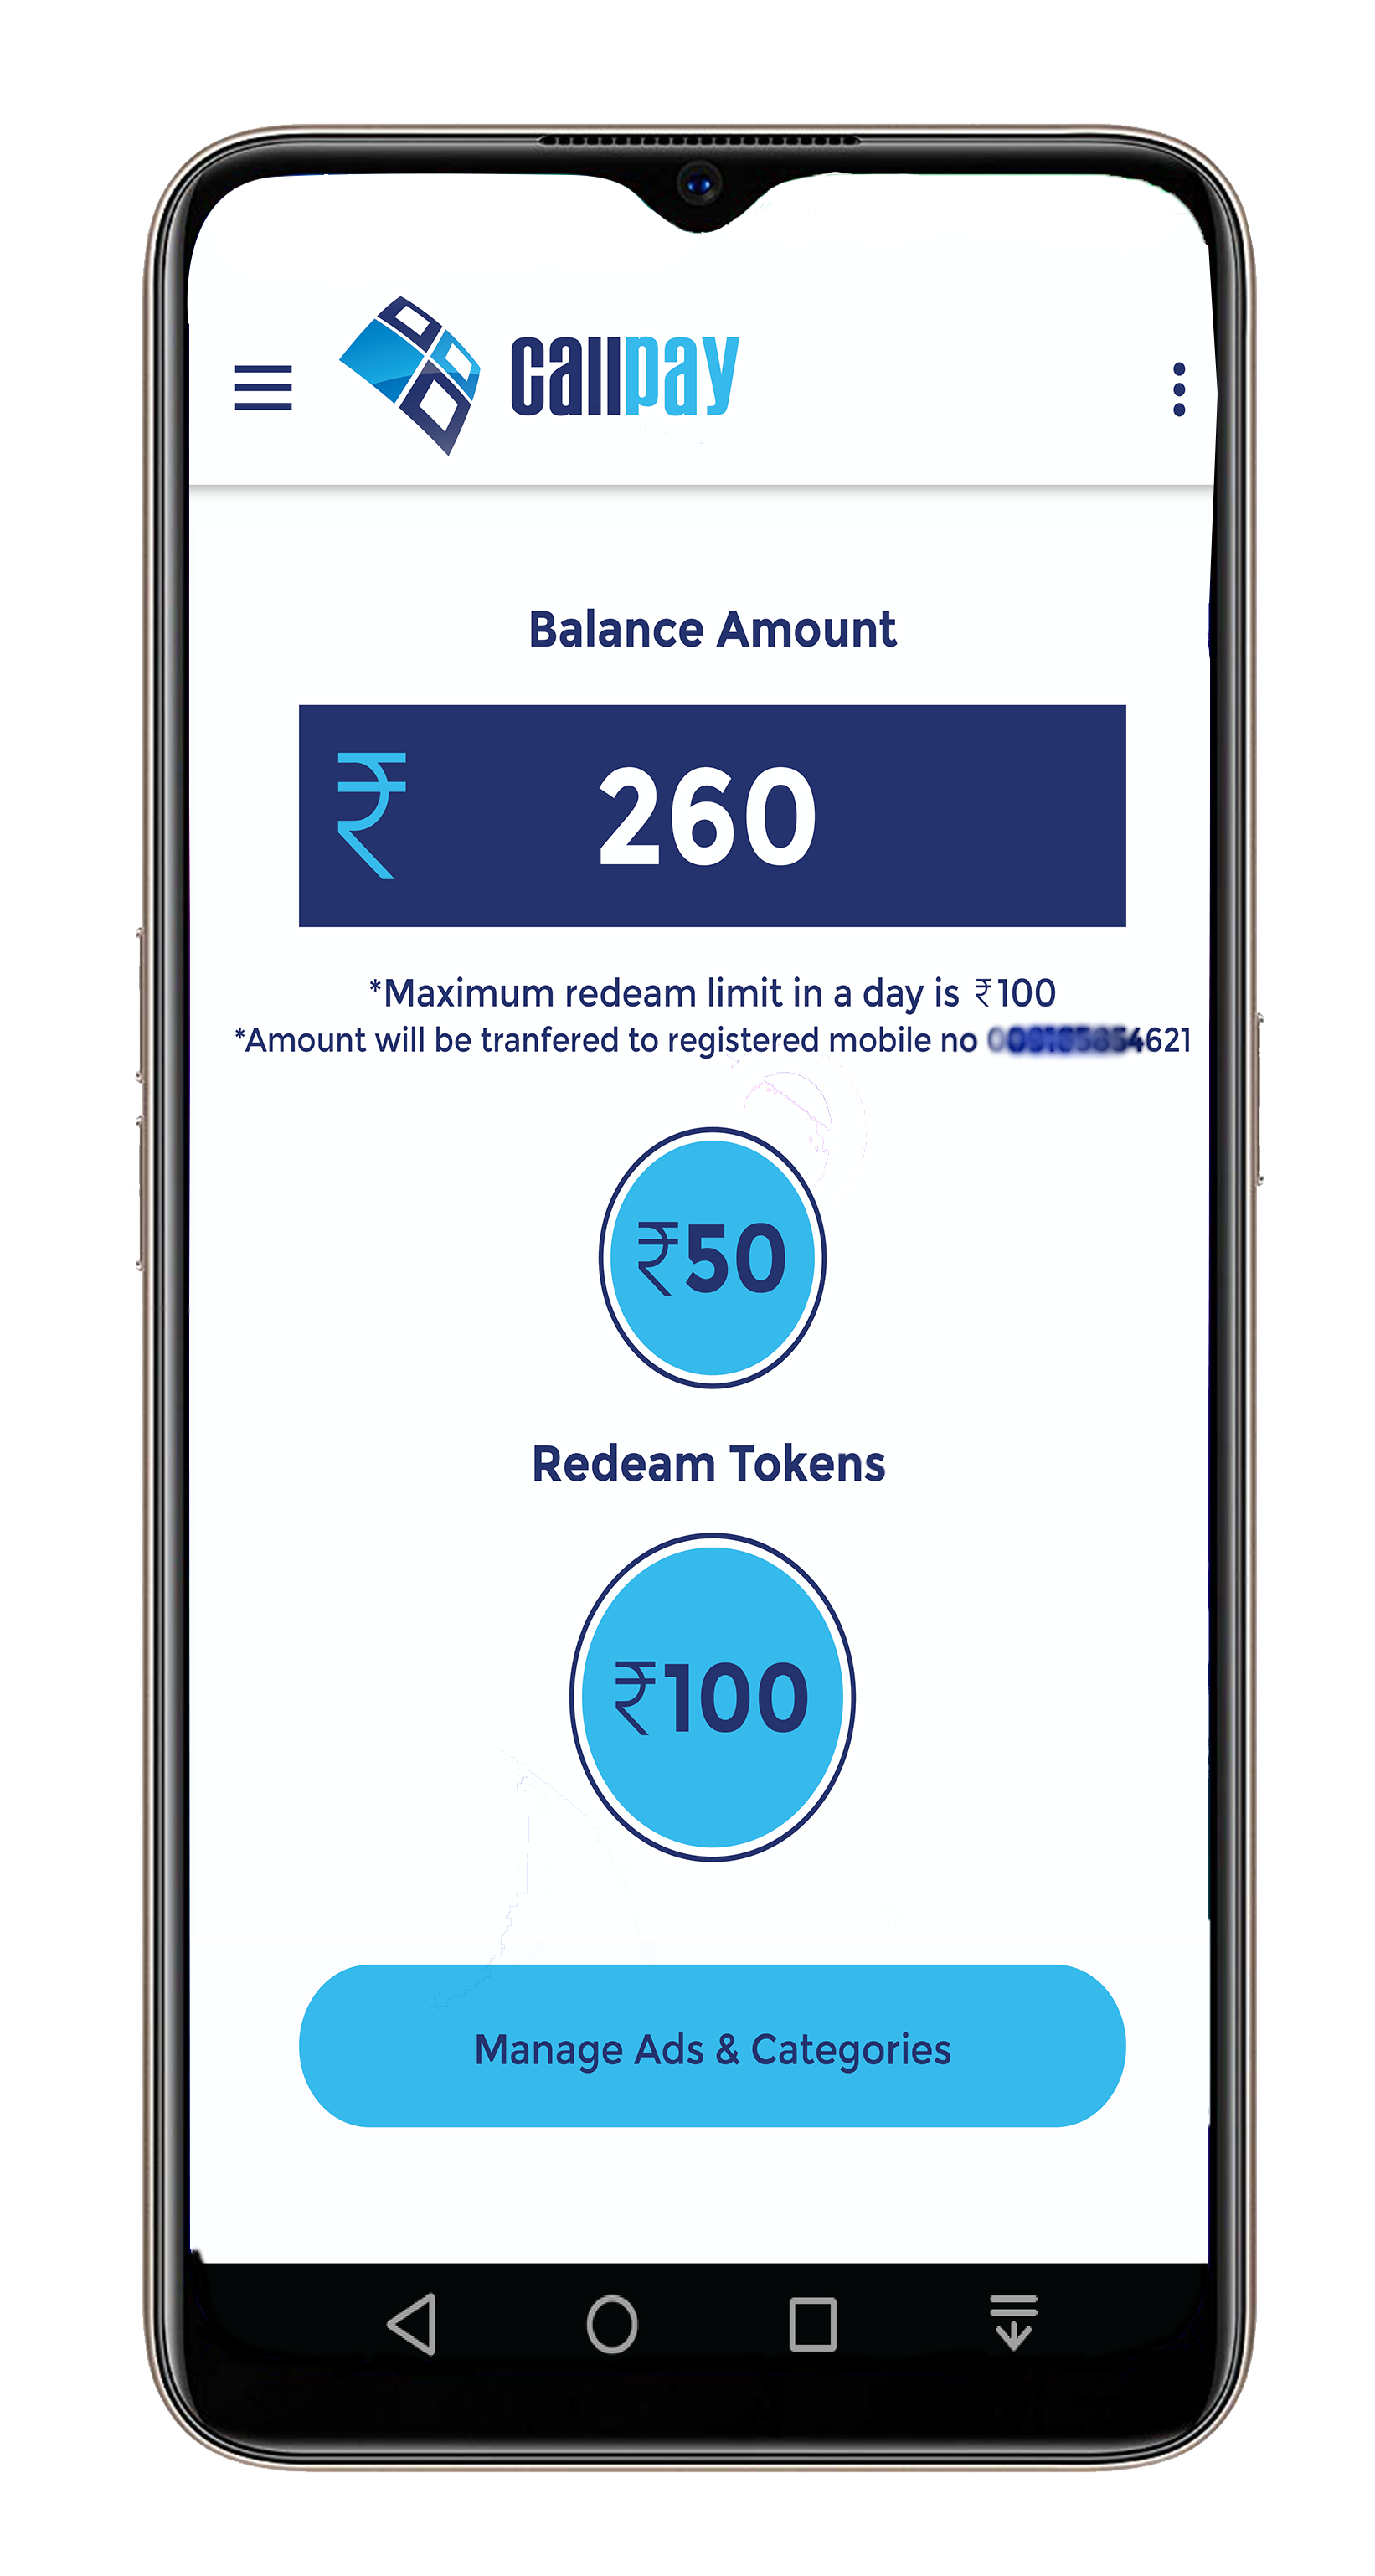 callpay
Balance Amount
₹ 260
*Maximum redeam limit in a day is ₹100
*Amount will be tranfered to registered mobile no 4621
₹50
Redeam Tokens
₹100
Manage Ads & Categories